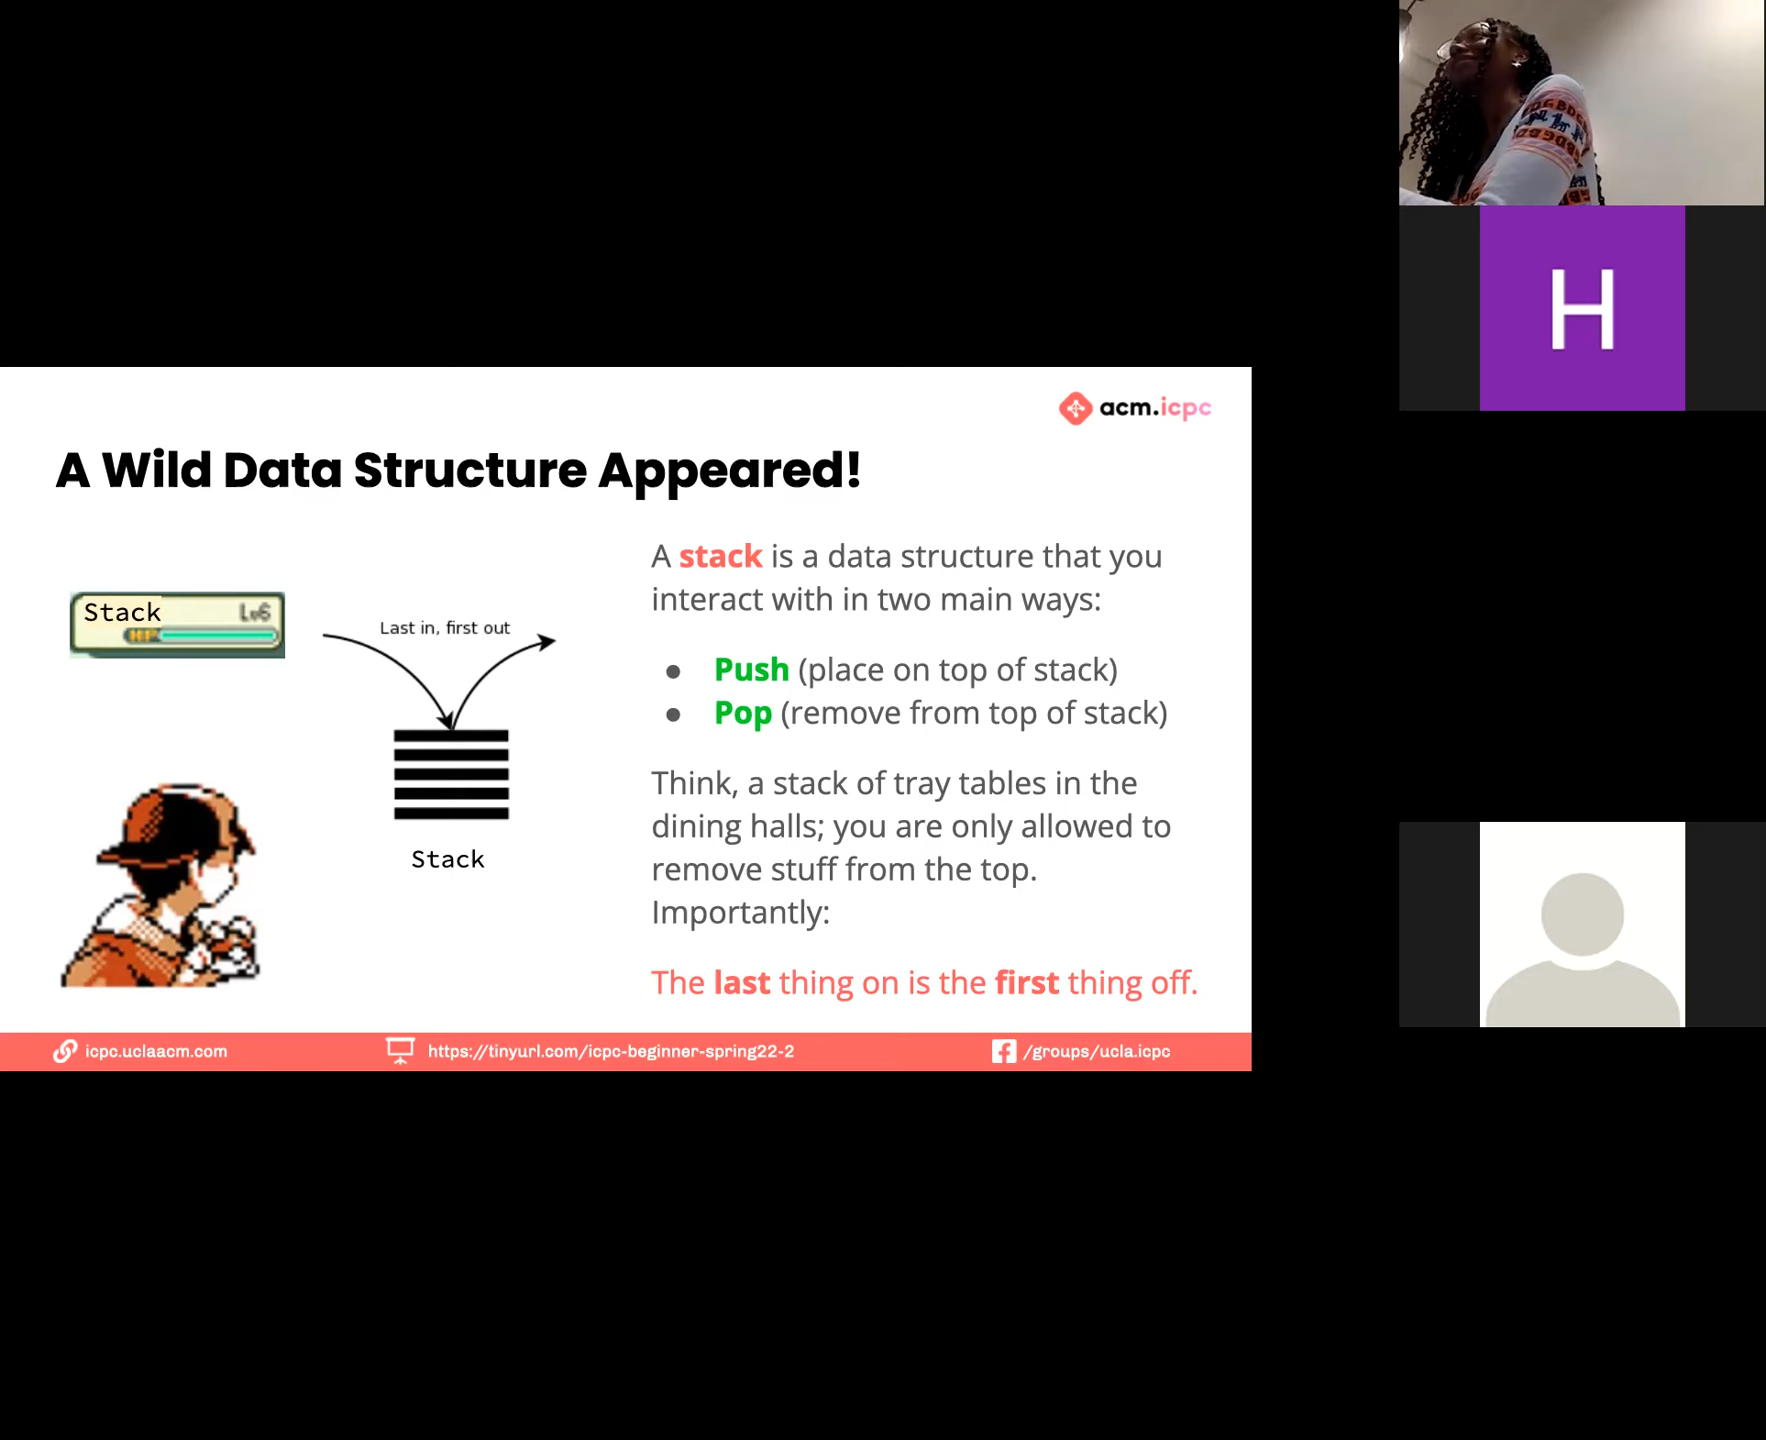 H
acm.icpc
A Wild Data Structure Appeared!
Stack Lv6
HP
Last in, first out
Stack
A stack is a data structure that you
interact with in two main ways:
● Push (place on top of stack)
● Pop (remove from top of stack)
Think, a stack of tray tables in the
dining halls; you are only allowed to
remove stuff from the top.
Importantly:
The last thing on is the first thing off.
icpc.uclaacm.com
https://tinyurl.com/icpc-beginner-spring22-2
/groups/ucla.icpc